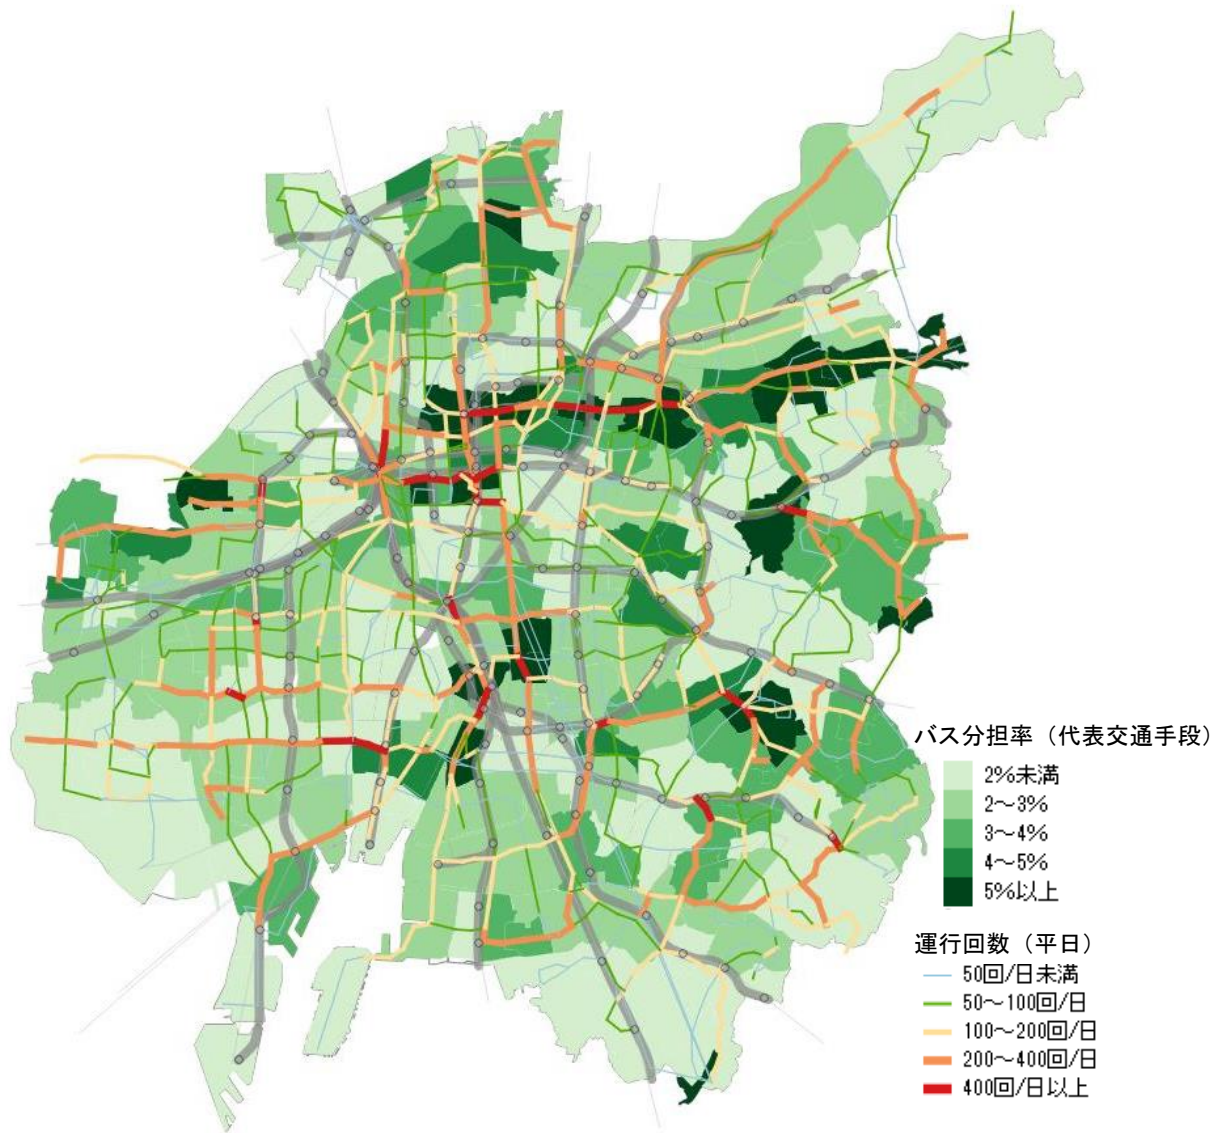 バス分担率（代表交通手段）
2%未満
2～3%
3～4%
4～5%
5%以上
運行回数（平日）
50回/日未満
50～100回/日
100～200回/日
200～400回/日
400回/日以上